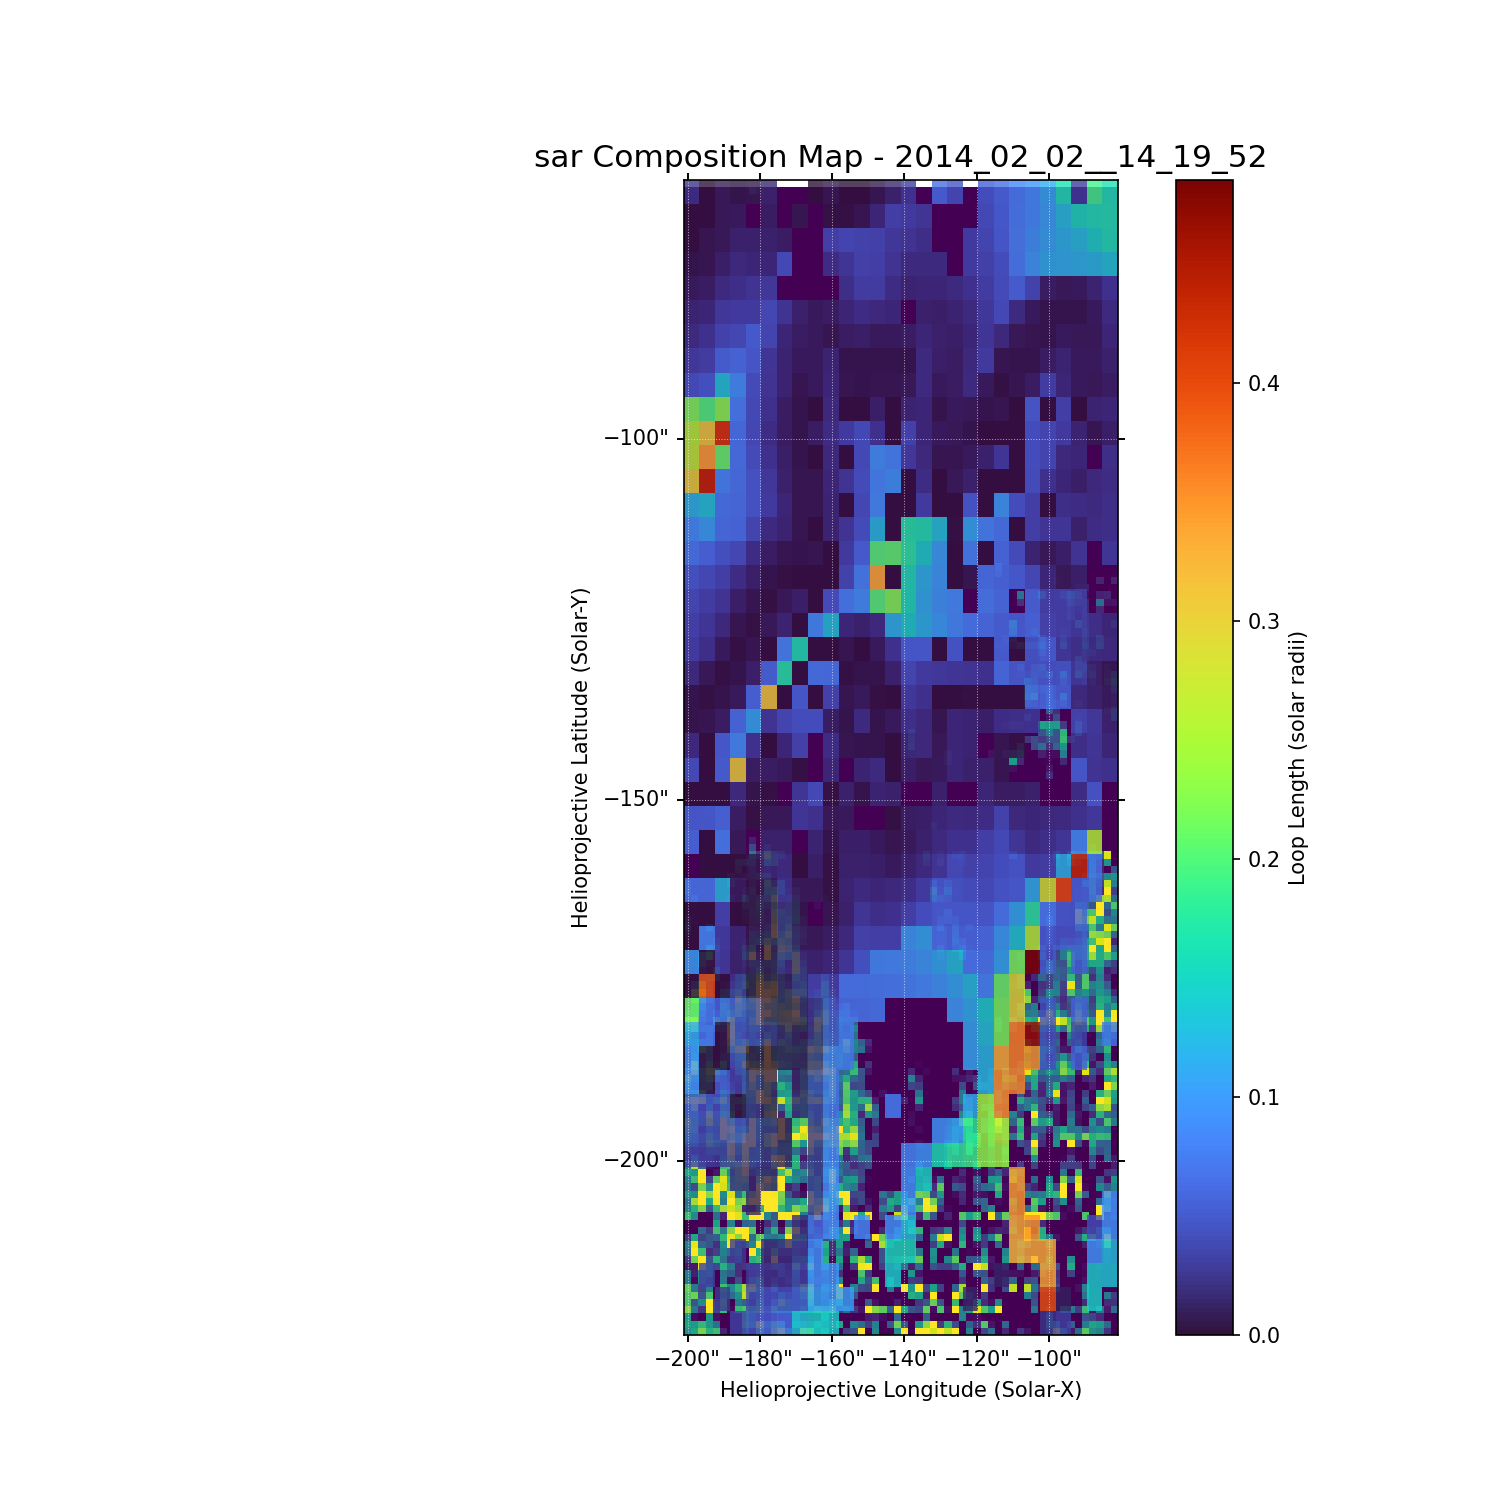 sar Composition Map - 2014_02_02__14_19_52
Helioprojective Latitude (Solar-Y)
−100"
−150"
−200"
−200" −180" −160" −140" −120" −100"
Helioprojective Longitude (Solar-X)
0.4
0.3
0.2
0.1
0.0
Loop Length (solar radii)